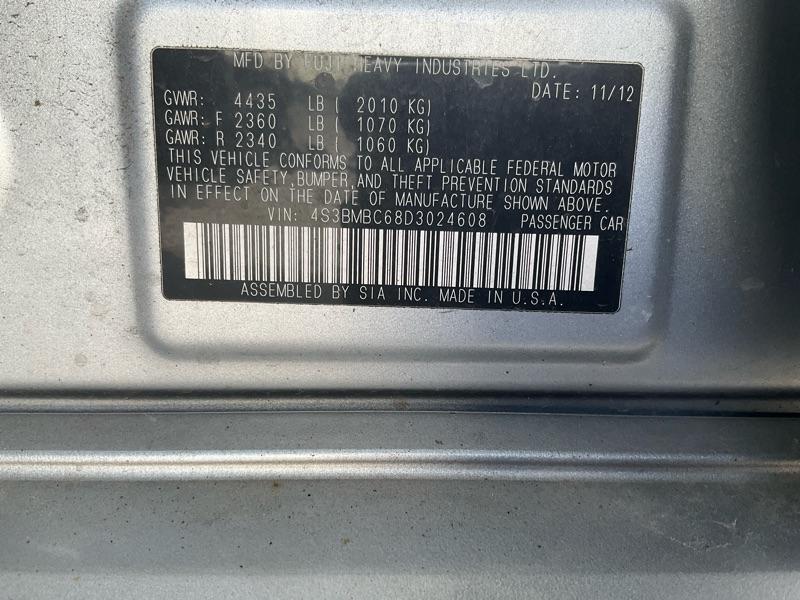 MFD BY FUJI HEAVY INDUSTRIES LTD.
DATE: 11/12
GVWR: 4435 LB ( 2010 KG)
GAWR: F 2360 LB ( 1070 KG)
GAWR: R 2340 LB ( 1060 KG)
THIS VEHICLE CONFORMS TO ALL APPLICABLE FEDERAL MOTOR
VEHICLE SAFETY, BUMPER, AND THEFT PREVENTION STANDARDS
IN EFFECT ON THE DATE OF MANUFACTURE SHOWN ABOVE.
VIN: 4S3BMBC68D3024608 PASSENGER CAR
ASSEMBLED BY SIA INC. MADE IN U.S.A.